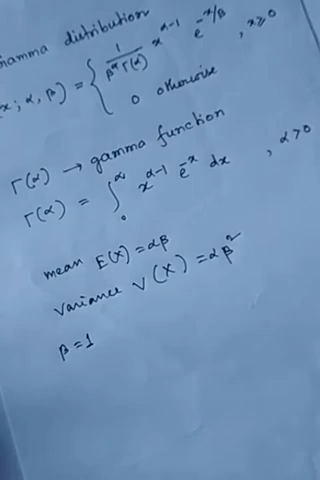 Gamma distribution
(x; α, β) = { 1/(β^α Γ(α)) x^(α-1) e^(-x/β) , x≥0
0 otherwise
Γ(α) → gamma function
Γ(α) = ∫₀^∞ x^(α-1) e^(-x) dx , α>0
mean E(X) = αβ
Variance V(X) = αβ²
β=1